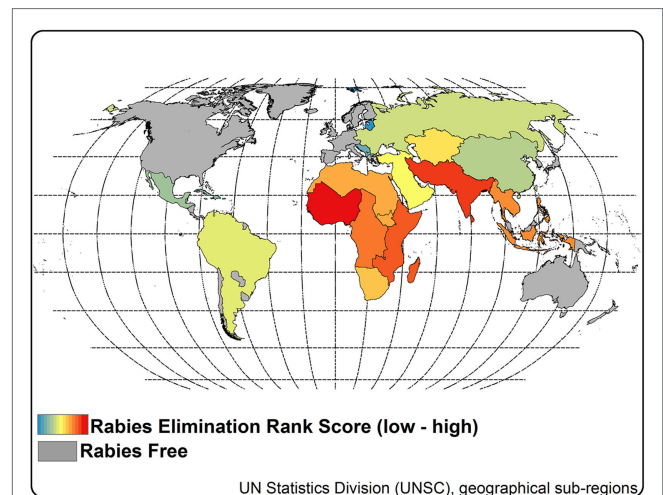 Rabies Elimination Rank Score (low - high)
Rabies Free
UN Statistics Division (UNSC), geographical sub-regions